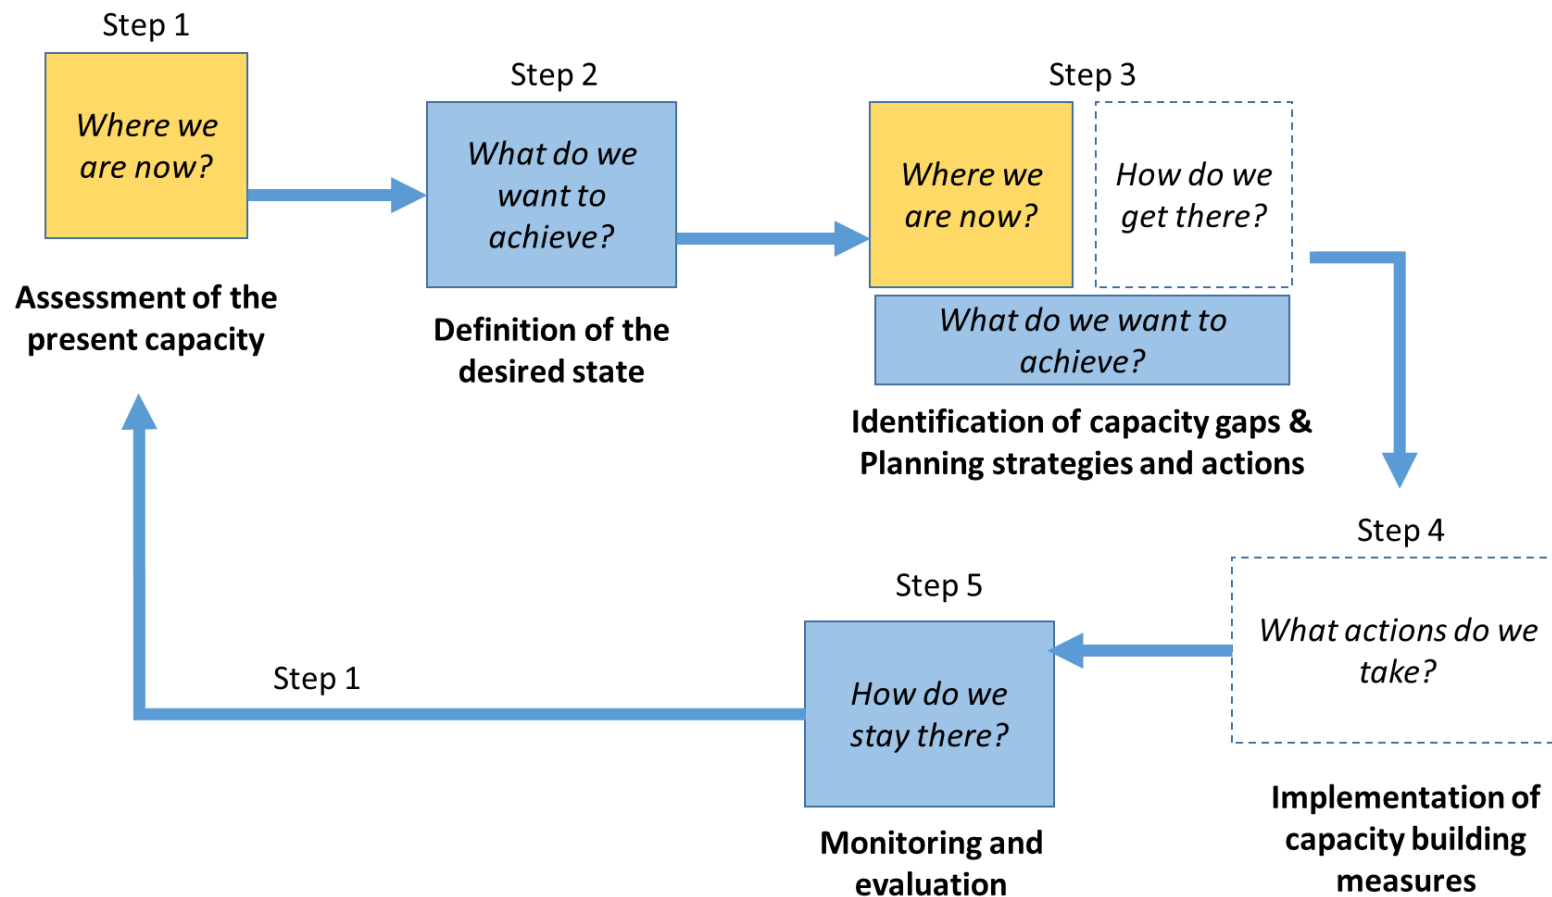 Step 1
Where we
are now?
Assessment of the
present capacity
Step 2
What do we
want to
achieve?
Definition of the
desired state
Step 3
Where we
are now?
How do we
get there?
What do we want to
achieve?
Identification of capacity gaps &
Planning strategies and actions
Step 4
What actions do we
take?
Implementation of
capacity building
measures
Step 5
How do we
stay there?
Monitoring and
evaluation
Step 1